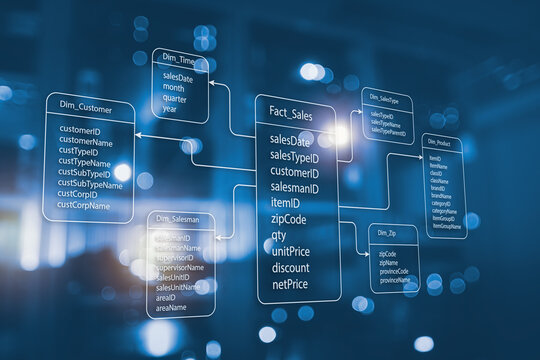 Dim_Time
salesDate
month
quarter
year
Dim_Customer
customerID
customerName
custTypeID
custTypeName
custSubTypeID
custSubTypeName
custCorpID
custCorpName
Fact_Sales
salesDate
salesTypeID
customerID
salesmanID
itemID
zipCode
qty
unitPrice
discount
netPrice
Dim_SalesType
salesTypeID
salesTypeName
salesTypeParentID
Dim_Product
itemID
itemName
classID
className
brandID
brandName
categoryID
categoryName
itemGroupID
itemGroupName
Dim_Salesman
salesmanID
salesmanName
supervisorID
supervisorName
salesUnitID
salesUnitName
areaID
areaName
Dim_Zip
zipCode
zipName
provinceCode
provinceName